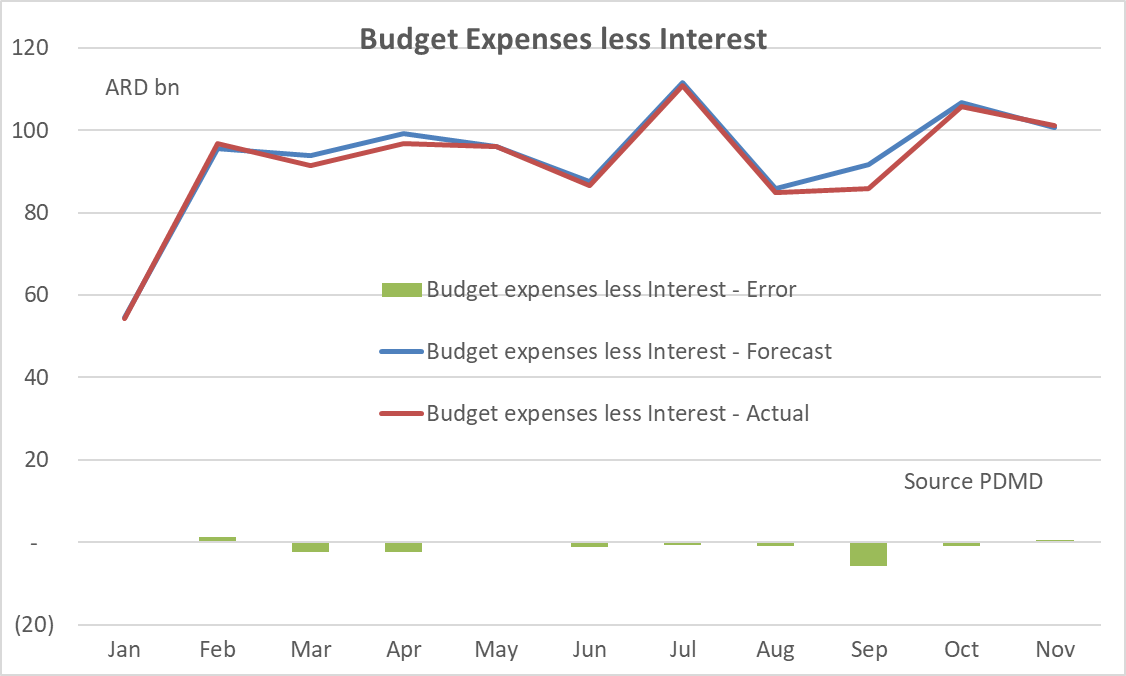 Budget Expenses less Interest
120
ARD bn
100
80
60
Budget expenses less Interest - Error
Budget expenses less Interest - Forecast
40
Budget expenses less Interest - Actual
20
Source PDMD
-
(20)
Jan Feb Mar Apr May Jun Jul Aug Sep Oct Nov